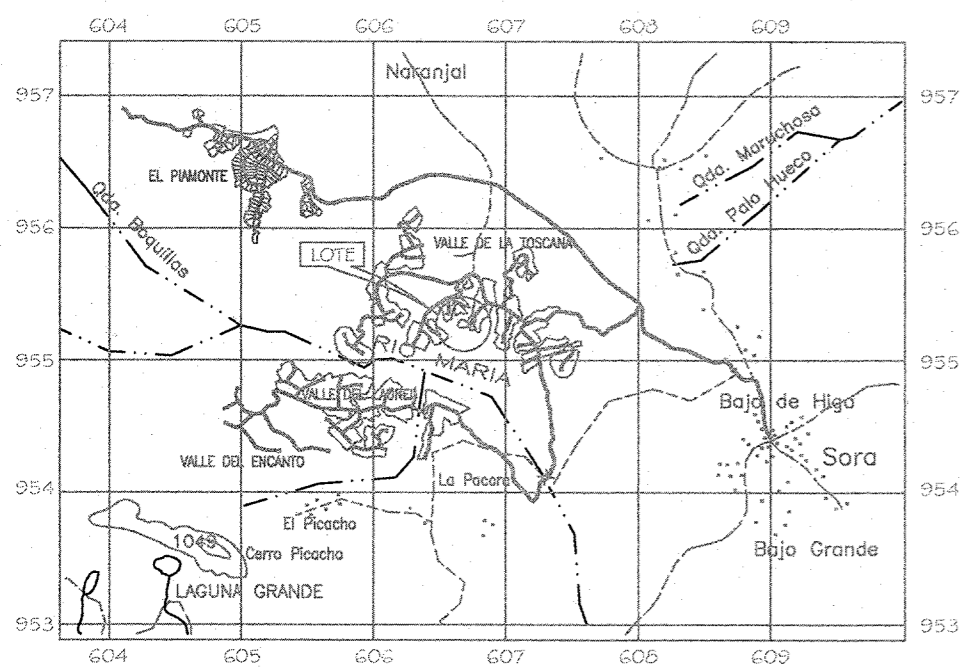 604 605 606 607 608 609
957 957
Naranjal
Qda. Maruchosa
EL PIAMONTE
Qda. Palo Hueco
Qda. Boquillas
956 956
VALLE DE LA TOSCANA
LOTE
955 955
RIO MARIA
VALLE DEL LAUREL
Bajo de Higo
VALLE DEL ENCANTO
Sora
La Pacora
954 954
El Picacho
1049
Cerro Picacho
Bajo Grande
LAGUNA GRANDE
953 953
604 605 606 607 608 609